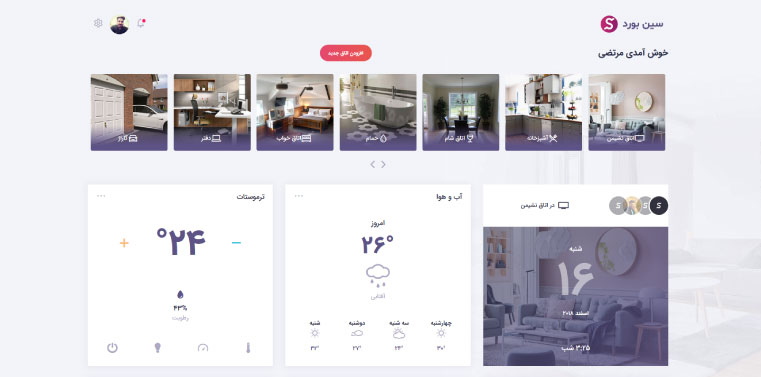 سین بورد
خوش آمدی مرتضی
افزودن اتاق جدید
اتاق نشیمن
آشپزخانه
اتاق شام
حمام
اتاق خواب
دفتر
گاراژ
در اتاق نشیمن
شنبه
۱۶
اسفند ۲۰۱۸
۳:۲۵ شب
آب و هوا
امروز
۲۶°
آفتابی
چهارشنبه
سه شنبه
دوشنبه
شنبه
۳۰°
۲۴°
۲۷°
۳۲°
ترموستات
۲۴°
۴۳%
رطوبت